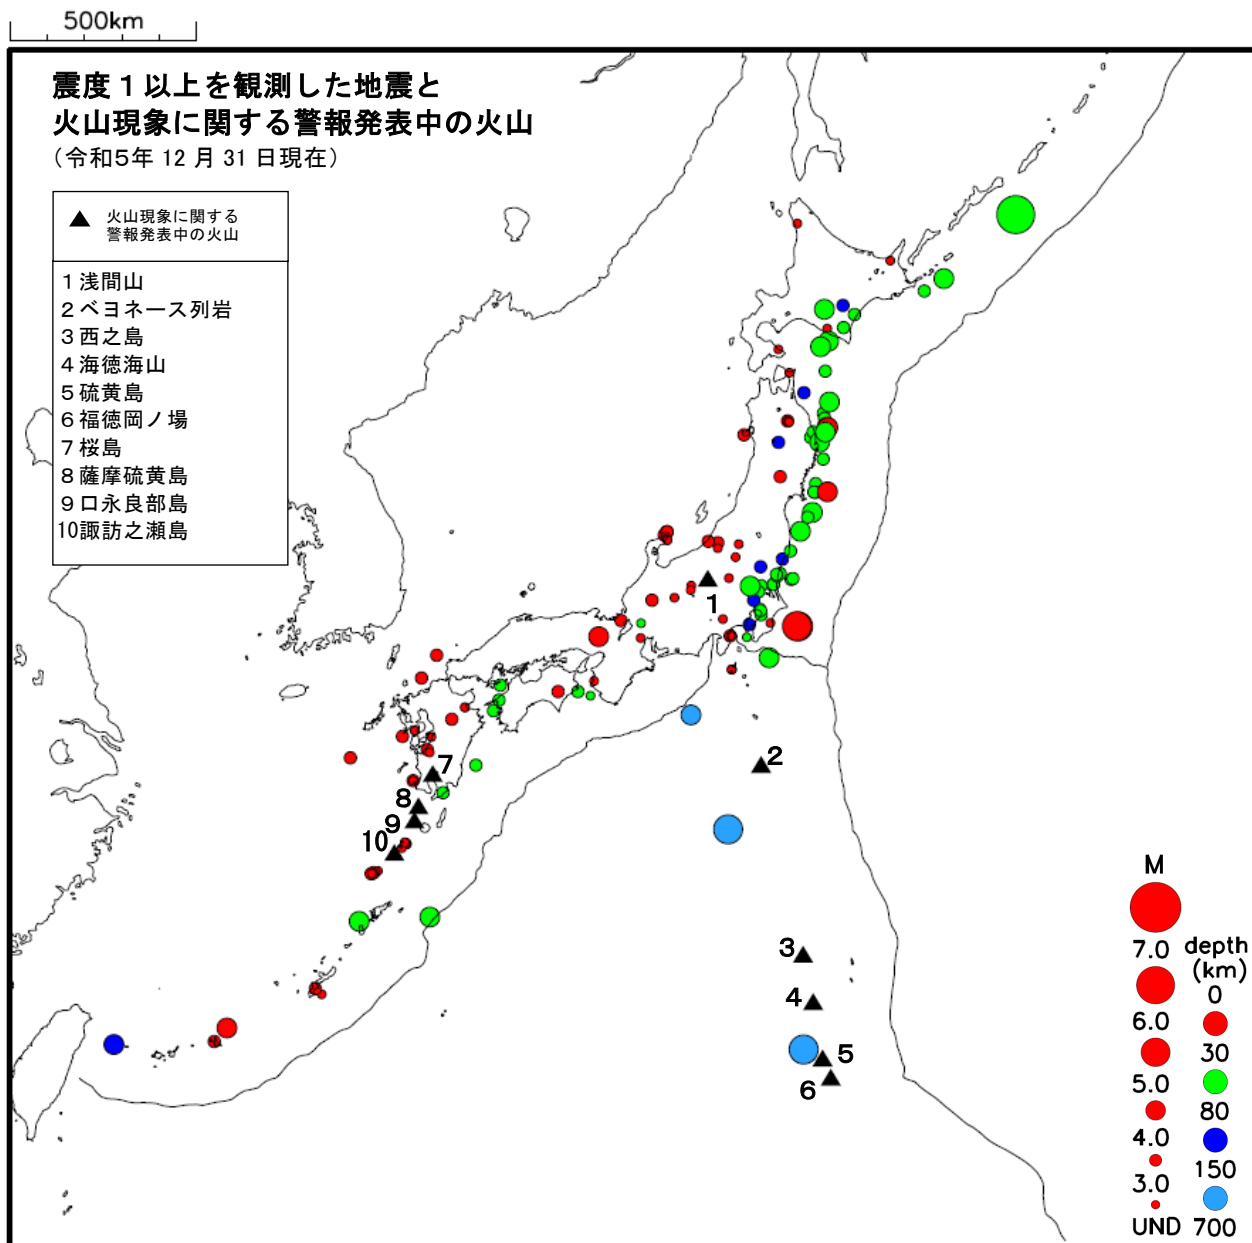 500km
震度１以上を観測した地震と
火山現象に関する警報発表中の火山
（令和5年 12 月 31 日現在）
▲ 火山現象に関する
警報発表中の火山
1 浅間山
2 ベヨネース列岩
3 西之島
4 海徳海山
5 硫黄島
6 福徳岡ノ場
7 桜島
8 薩摩硫黄島
9 口永良部島
10諏訪之瀬島
1
7
2
8
9
10
3
4
5
6
M
7.0
6.0
5.0
4.0
3.0
UND
depth
(km)
0
30
80
150
700